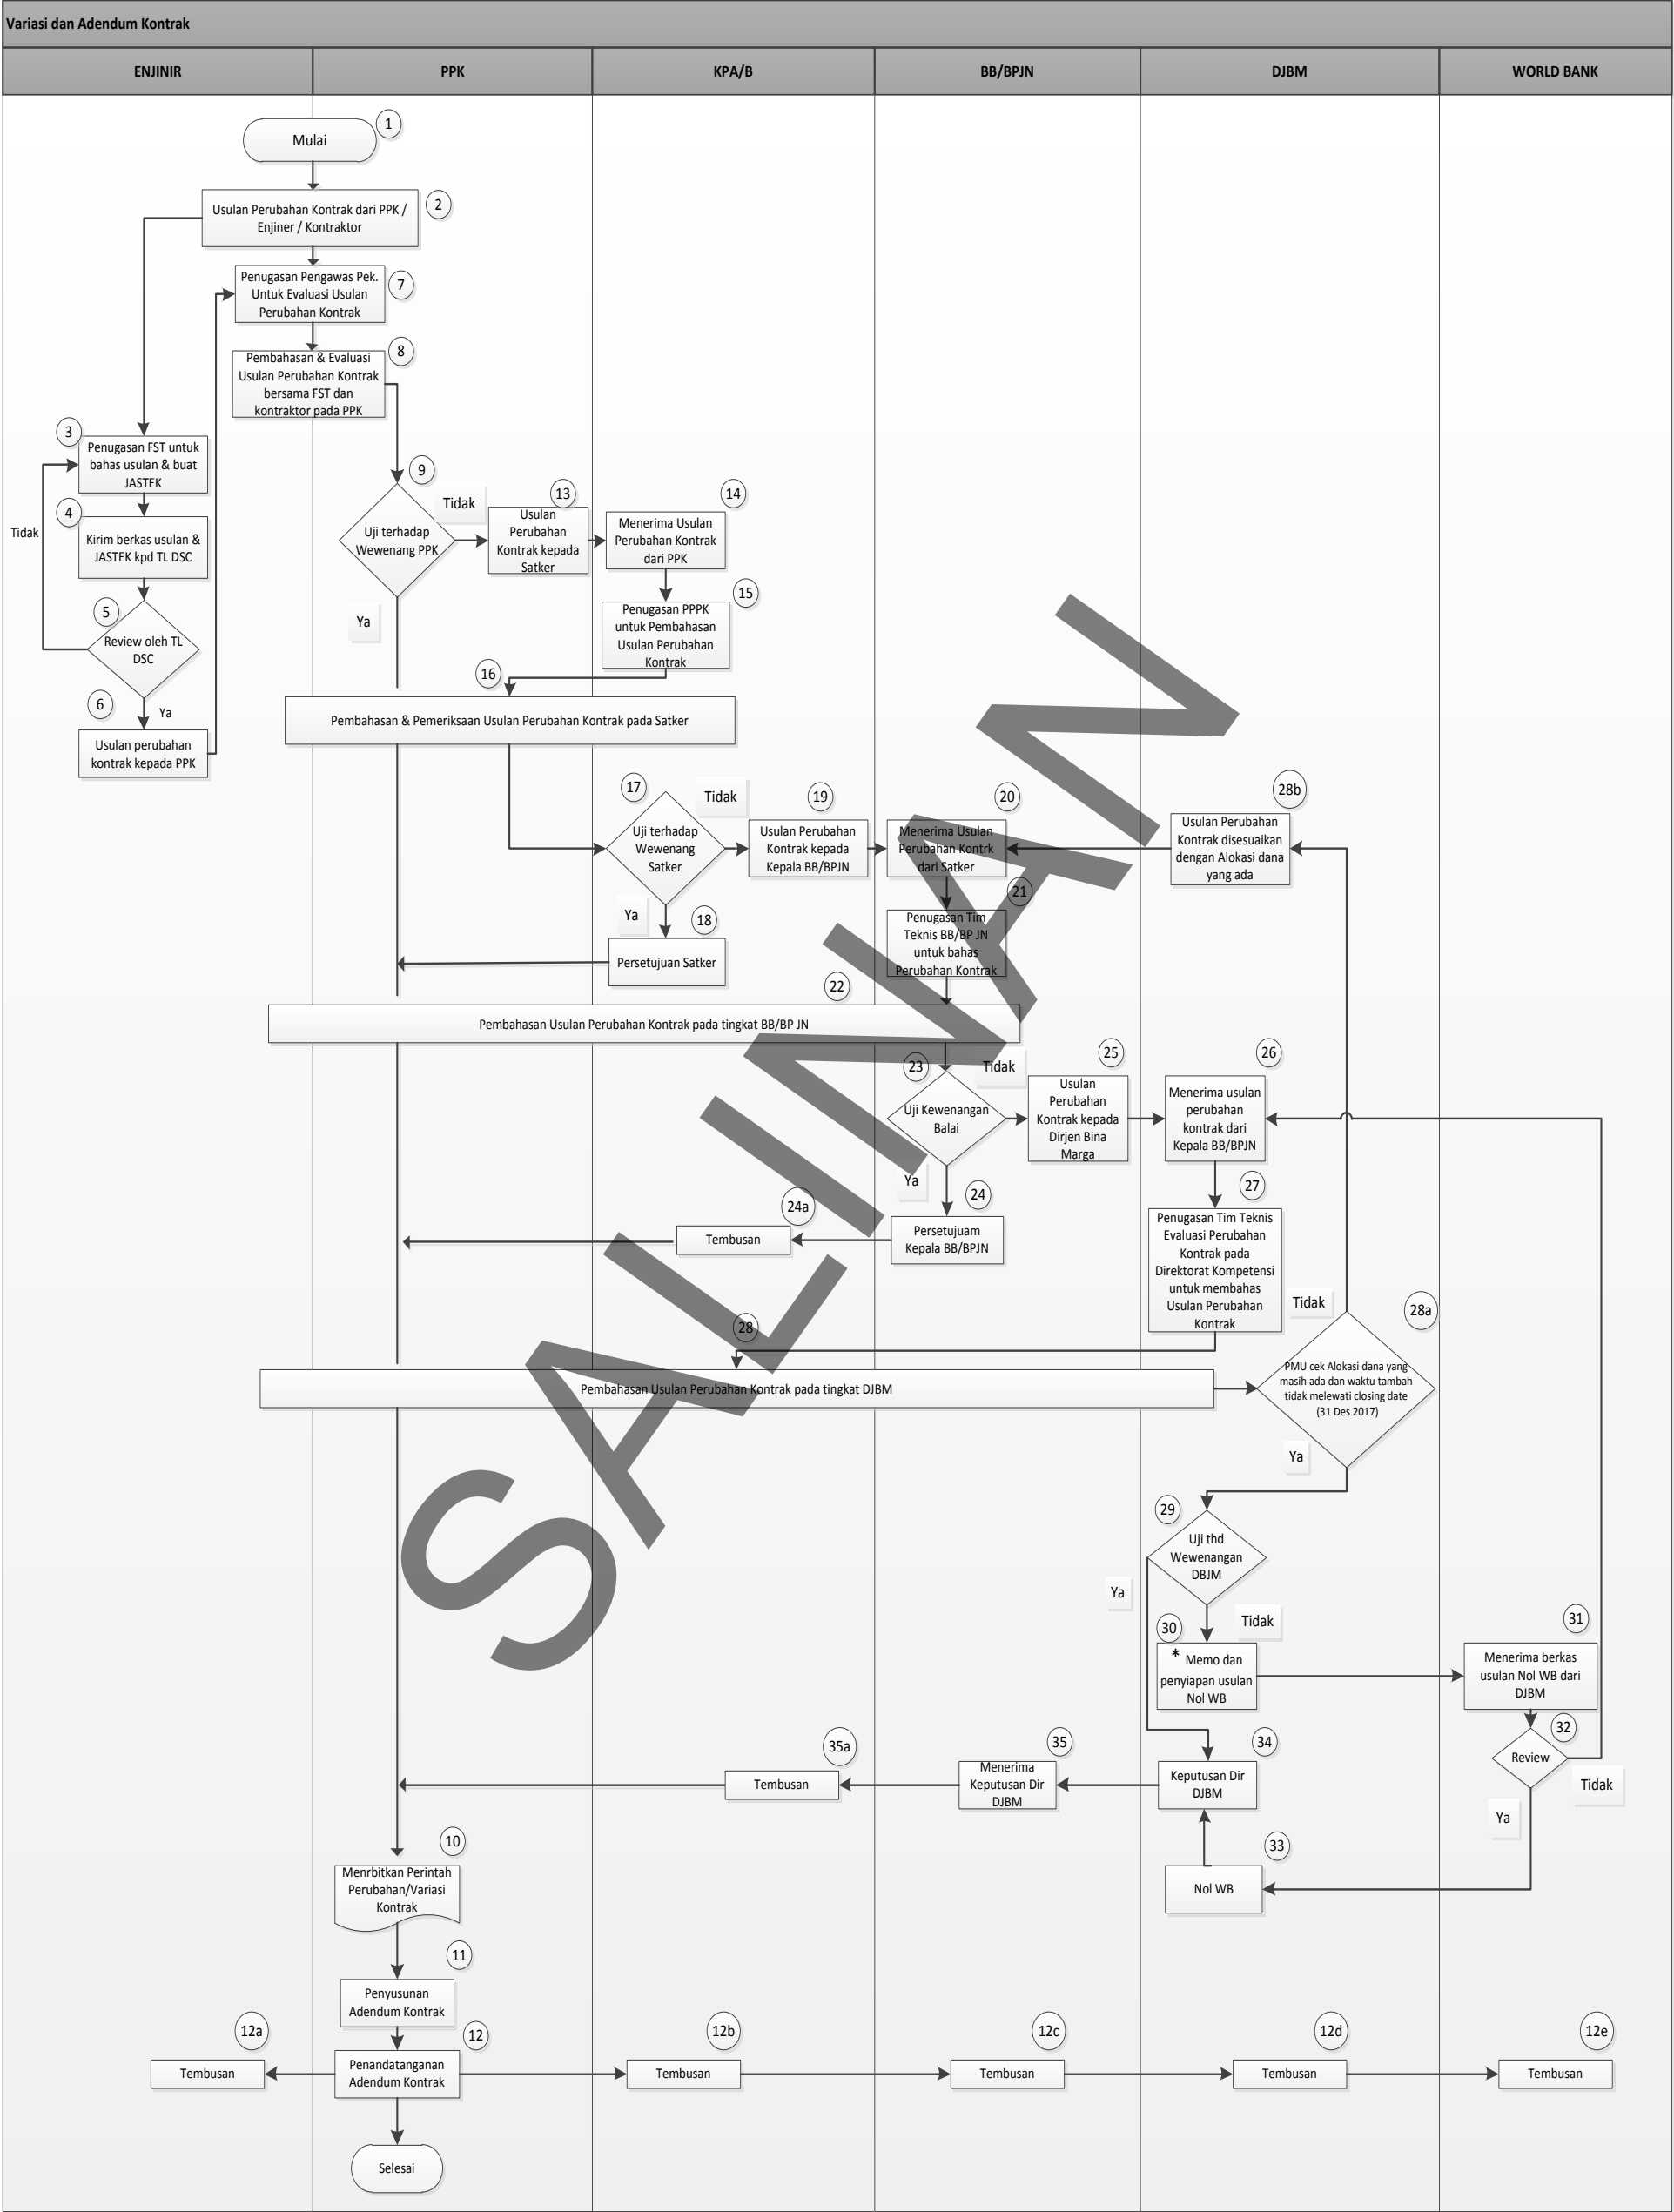 Variasi dan Adendum Kontrak
ENJINIR
PPK
KPA/B
BB/BPJN
DJBM
WORLD BANK
1
Mulai
2
Usulan Perubahan Kontrak dari PPK /
Enjiner / Kontraktor
7
Penugasan Pengawas Pek.
Untuk Evaluasi Usulan
Perubahan Kontrak
8
Pembahasan & Evaluasi
Usulan Perubahan Kontrak
bersama FST dan
kontraktor pada PPK
3
Penugasan FST untuk
bahas usulan & buat
JASTEK
4
Kirim berkas usulan &
JASTEK kpd TL DSC
Tidak
5
Review oleh TL
DSC
6
Ya
Usulan perubahan
kontrak kepada PPK
9
Uji terhadap
Wewenang PPK
Tidak
Ya
13
Usulan
Perubahan
Kontrak kepada
Satker
14
Menerima Usulan
Perubahan Kontrak
dari PPK
15
Penugasan PPPK
untuk Pembahasan
Usulan Perubahan
Kontrak
16
Pembahasan & Pemeriksaan Usulan Perubahan Kontrak pada Satker
17
Uji terhadap
Wewenang
Satker
Tidak
Ya
18
Persetujuan Satker
19
Usulan Perubahan
Kontrak kepada
Kepala BB/BPJN
20
Menerima Usulan
Perubahan Kontrk
dari Satker
28b
Usulan Perubahan
Kontrak disesuaikan
dengan Alokasi dana
yang ada
21
Penugasan Tim
Teknis BB/BP JN
untuk bahas
Perubahan Kontrak
22
Pembahasan Usulan Perubahan Kontrak pada tingkat BB/BP JN
23
Uji Kewenangan
Balai
Tidak
Ya
25
Usulan
Perubahan
Kontrak kepada
Dirjen Bina
Marga
26
Menerima usulan
perubahan
kontrak dari
Kepala BB/BPJN
24
Persetujuam
Kepala BB/BPJN
24a
Tembusan
27
Penugasan Tim Teknis
Evaluasi Perubahan
Kontrak pada
Direktorat Kompetensi
untuk membahas
Usulan Perubahan
Kontrak
28
Pembahasan Usulan Perubahan Kontrak pada tingkat DJBM
Tidak
28a
PMU cek Alokasi dana yang
masih ada dan waktu tambah
tidak melewati closing date
(31 Des 2017)
Ya
29
Uji thd
Wewenangan
DBJM
Ya
Tidak
30
* Memo dan
penyiapan usulan
Nol WB
31
Menerima berkas
usulan Nol WB dari
DJBM
32
Review
Tidak
Ya
33
Nol WB
34
Keputusan Dir
DJBM
35
Menerima
Keputusan Dir
DJBM
35a
Tembusan
10
Menrbitkan Perintah
Perubahan/Variasi
Kontrak
11
Penyusunan
Adendum Kontrak
12
Penandatanganan
Adendum Kontrak
12a
Tembusan
12b
Tembusan
12c
Tembusan
12d
Tembusan
12e
Tembusan
Selesai
SALINAN